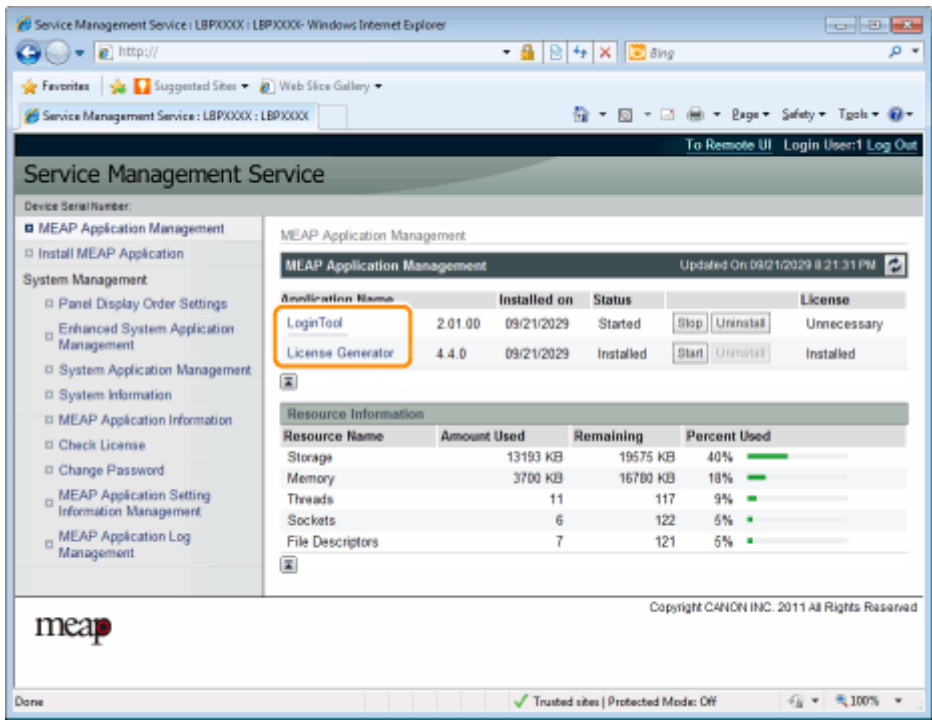 Service Management Service : LBPXXXX : LBPXXXX- Windows Internet Explorer
http://
Bing
Favorites Suggested Sites Web Slice Gallery
Service Management Service : LBPXXXX : LBPXXXX
Page Safety Tools
To Remote UI Login User:1 Log Out
Service Management Service
Device Serial Number:
MEAP Application Management
Install MEAP Application
System Management
Panel Display Order Settings
Enhanced System Application
Management
System Application Management
System Information
MEAP Application Information
Check License
Change Password
MEAP Application Setting
Information Management
MEAP Application Log
Management
MEAP Application Management
MEAP Application Management Updated On:09/21/2029 8:21:31 PM
Application Name Installed on Status License
LoginTool 2.01.00 09/21/2029 Started Stop Uninstall Unnecessary
License Generator 4.4.0 09/21/2029 Installed Start Uninstall Installed
Resource Information
Resource Name Amount Used Remaining Percent Used
Storage 13193 KB 19575 KB 40%
Memory 3700 KB 16780 KB 18%
Threads 11 117 9%
Sockets 6 122 5%
File Descriptors 7 121 5%
Copyright CANON INC. 2011 All Rights Reserved
meap
Done Trusted sites | Protected Mode: Off 100%